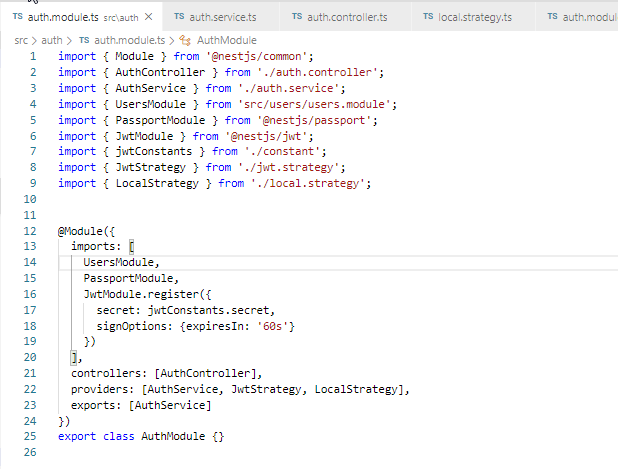 TS auth.module.ts src\auth × TS auth.service.ts TS auth.controller.ts TS local.strategy.ts TS auth.modul
src > auth > TS auth.module.ts > AuthModule
1 import { Module } from '@nestjs/common';
2 import { AuthController } from './auth.controller';
3 import { AuthService } from './auth.service';
4 import { UsersModule } from 'src/users/users.module';
5 import { PassportModule } from '@nestjs/passport';
6 import { JwtModule } from '@nestjs/jwt';
7 import { jwtConstants } from './constant';
8 import { JwtStrategy } from './jwt.strategy';
9 import { LocalStrategy } from './local.strategy';
10
11
12 @Module({
13 imports: [
14 UsersModule,
15 PassportModule,
16 JwtModule.register({
17 secret: jwtConstants.secret,
18 signOptions: {expiresIn: '60s'}
19 })
20 ],
21 controllers: [AuthController],
22 providers: [AuthService, JwtStrategy, LocalStrategy],
23 exports: [AuthService]
24 })
25 export class AuthModule {}
26